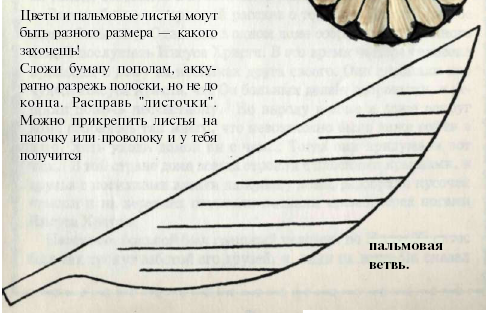 Цветы и пальмовые листья могут
быть разного размера — какого
захочешь!
Сложи бумагу пополам, акку-
ратно разрежь полоски, но не до
конца. Расправь "листочки".
Можно прикрепить листья на
палочку или проволоку и у тебя
получится
пальмовая
ветвь.